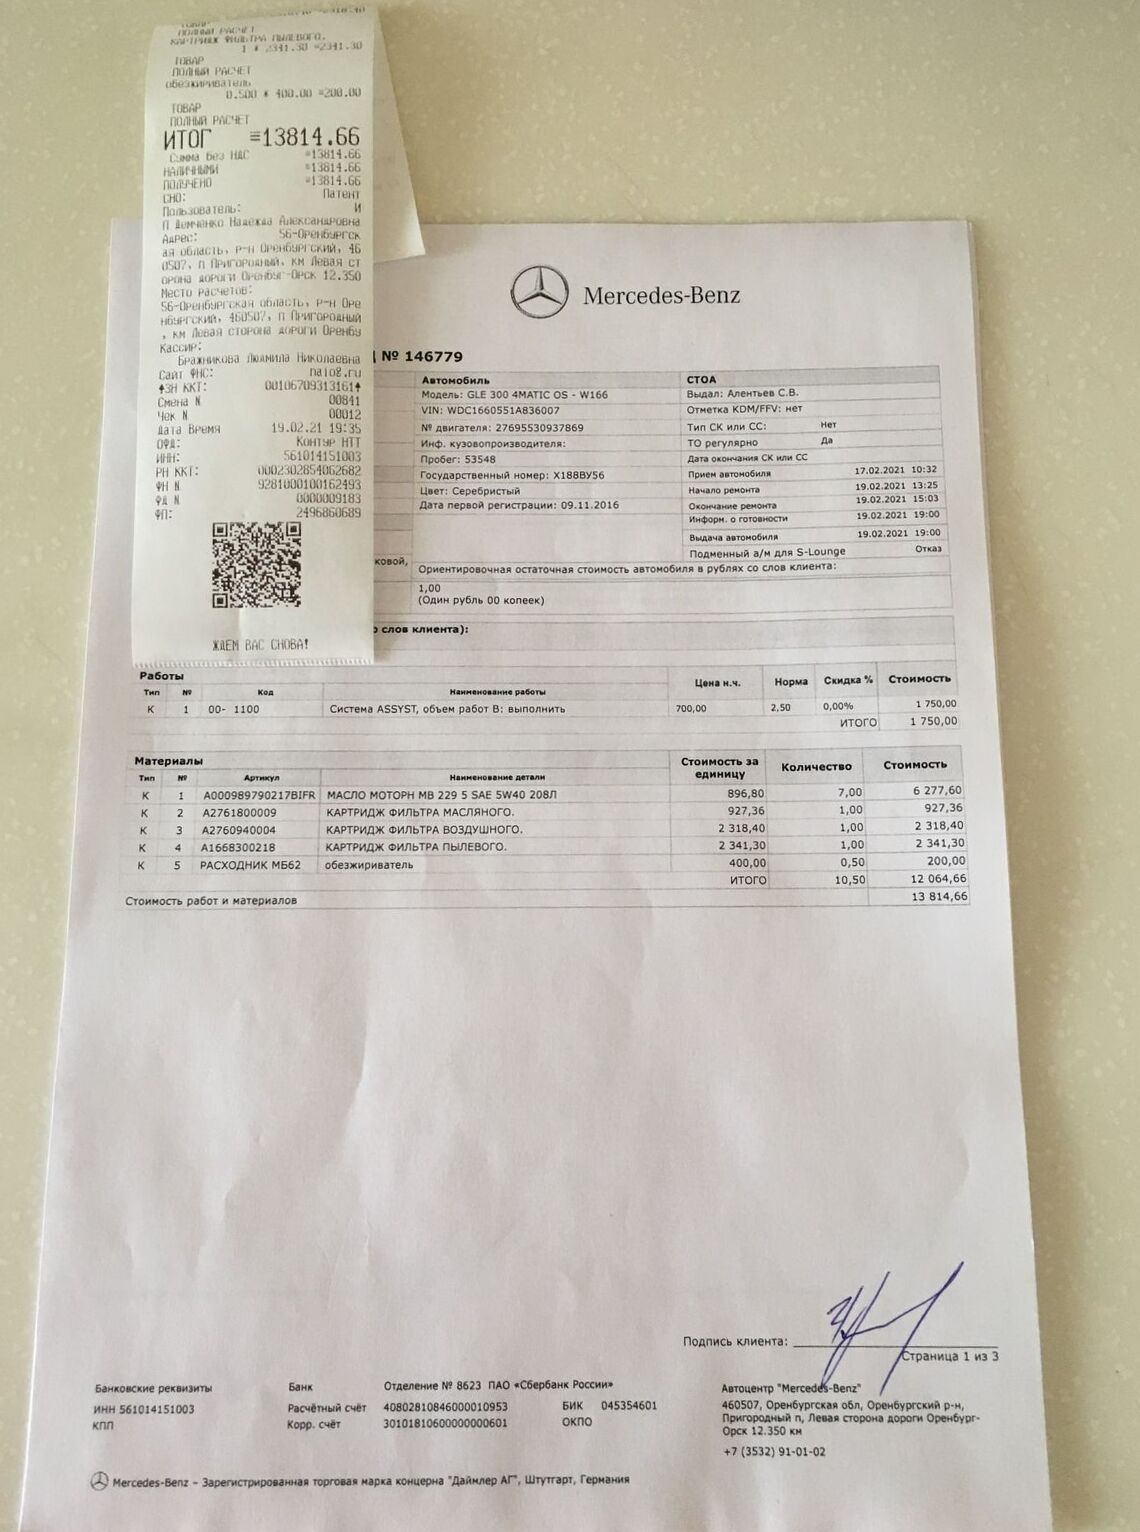 ПОЛНЫЙ РАСЧЕТ
КАРТРИДЖ ФИЛЬТРА ПЫЛЕВОГО.
1 * 2341.30 =2341.30
ТОВАР
ПОЛНЫЙ РАСЧЕТ
обезжириватель
0.500 * 400.00 =200.00
ТОВАР
ПОЛНЫЙ РАСЧЕТ
ИТОГ =13814.66
Сумма без НДС =13814.66
НАЛИЧНЫМИ =13814.66
ПОЛУЧЕНО =13814.66
СНО: Патент
Пользователь: И
П Демченко Надежда Александровна
Адрес: 56-Оренбургск
ая область, р-н Оренбургский, 46
0507, п Пригородный, км Левая ст
орона дороги Оренбург-Орск 12.350
Место расчетов:
56-Оренбургская область, р-н Оре
нбургский, 460507, п Пригородный
, км Левая сторона дороги Оренбу
Кассир:
Бражникова Людмила Николаевна
Сайт ФНС: nalog.ru
ЗН ККТ: 00106709313161
Смена N 00841
Чек N 00012
Дата Время 19.02.21 19:35
ОФД: Контур НТТ
ИНН: 561014151003
РН ККТ: 0002302854062682
ФН N 9281000100162493
ФД N 0000009183
ФП: 2496860689
ЖДЕМ ВАС СНОВА!
Mercedes-Benz
№ 146779
Автомобиль
Модель: GLE 300 4MATIC OS - W166
VIN: WDC1660551A836007
№ двигателя: 27695530937869
Инф. кузовопроизводителя:
Пробег: 53548
Государственный номер: X188ВУ56
Цвет: Серебристый
Дата первой регистрации: 09.11.2016
СТОА
Выдал: Алентьев С.В.
Отметка KDM/FFV: нет
Тип СК или СС: Нет
ТО регулярно Да
Дата окончания СК или СС
Прием автомобиля 17.02.2021 10:32
Начало ремонта 19.02.2021 13:25
Окончание ремонта 19.02.2021 15:03
Информ. о готовности 19.02.2021 19:00
Выдача автомобиля 19.02.2021 19:00
Подменный а/м для S-Lounge Отказ
ковой,
Ориентировочная остаточная стоимость автомобиля в рублях со слов клиента:
1,00
(Один рубль 00 копеек)
о слов клиента):
Работы
Тип № Код Наименование работы Цена н.ч. Норма Скидка % Стоимость
К 1 00- 1100 Система ASSYST, объем работ B: выполнить 700,00 2,50 0,00% 1 750,00
ИТОГО 1 750,00
Материалы
Тип № Артикул Наименование детали Стоимость за единицу Количество Стоимость
К 1 A000989790217BIFR МАСЛО МОТОРН MB 229 5 SAE 5W40 208Л 896,80 7,00 6 277,60
К 2 A2761800009 КАРТРИДЖ ФИЛЬТРА МАСЛЯНОГО. 927,36 1,00 927,36
К 3 A2760940004 КАРТРИДЖ ФИЛЬТРА ВОЗДУШНОГО. 2 318,40 1,00 2 318,40
К 4 A1668300218 КАРТРИДЖ ФИЛЬТРА ПЫЛЕВОГО. 2 341,30 1,00 2 341,30
К 5 РАСХОДНИК МБ62 обезжириватель 400,00 0,50 200,00
ИТОГО 10,50 12 064,66
Стоимость работ и материалов 13 814,66
Подпись клиента:
Страница 1 из 3
Банковские реквизиты
ИНН 561014151003
КПП
Банк Отделение № 8623 ПАО «Сбербанк России»
Расчётный счёт 40802810846000010953 БИК 045354601
Корр. счёт 30101810600000000601 ОКПО
Автоцентр "Mercedes-Benz"
460507, Оренбургская обл, Оренбургский р-н,
Пригородный п, Левая сторона дороги Оренбург-
Орск 12.350 км
+7 (3532) 91-01-02
Mercedes-Benz – Зарегистрированная торговая марка концерна "Даймлер АГ", Штутгарт, Германия